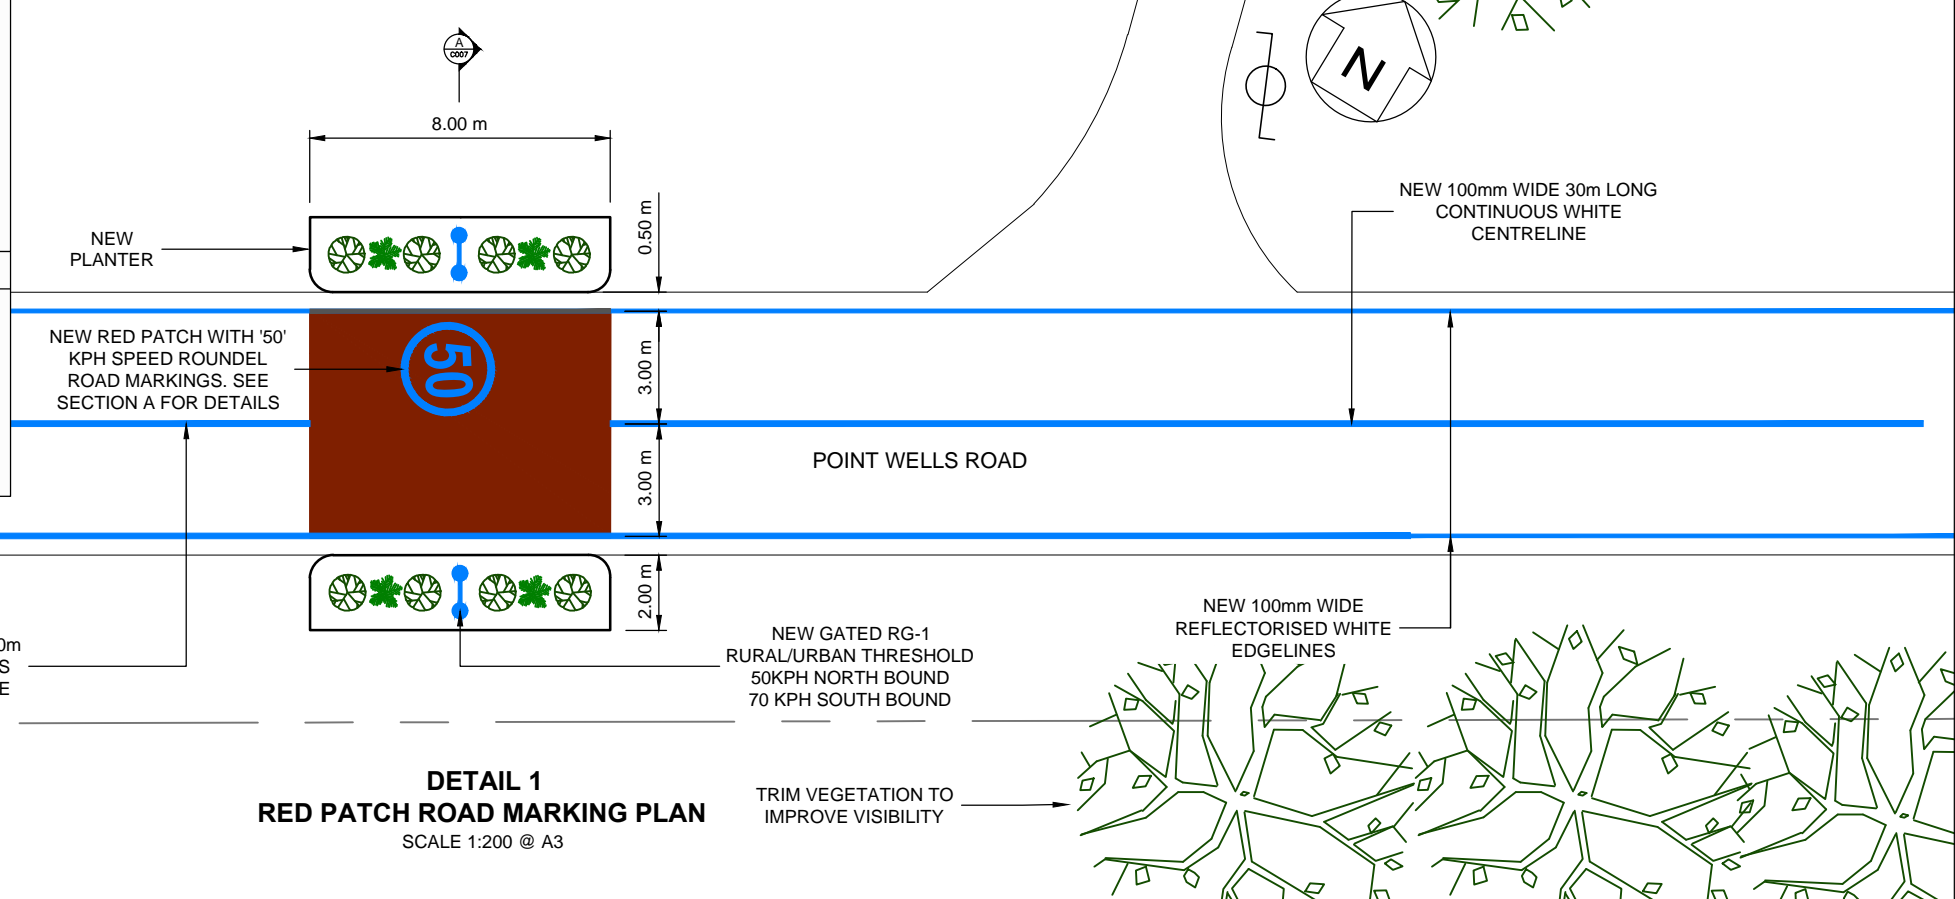 A
C007
N
8.00 m
0.50 m
NEW 100mm WIDE 30m LONG
CONTINUOUS WHITE
CENTRELINE
NEW
PLANTER
NEW RED PATCH WITH '50'
KPH SPEED ROUNDEL
ROAD MARKINGS. SEE
SECTION A FOR DETAILS
50
3.00 m
POINT WELLS ROAD
3.00 m
2.00 m
0m
S
E
NEW GATED RG-1
RURAL/URBAN THRESHOLD
50KPH NORTH BOUND
70 KPH SOUTH BOUND
NEW 100mm WIDE
REFLECTORISED WHITE
EDGELINES
DETAIL 1
RED PATCH ROAD MARKING PLAN
SCALE 1:200 @ A3
TRIM VEGETATION TO
IMPROVE VISIBILITY